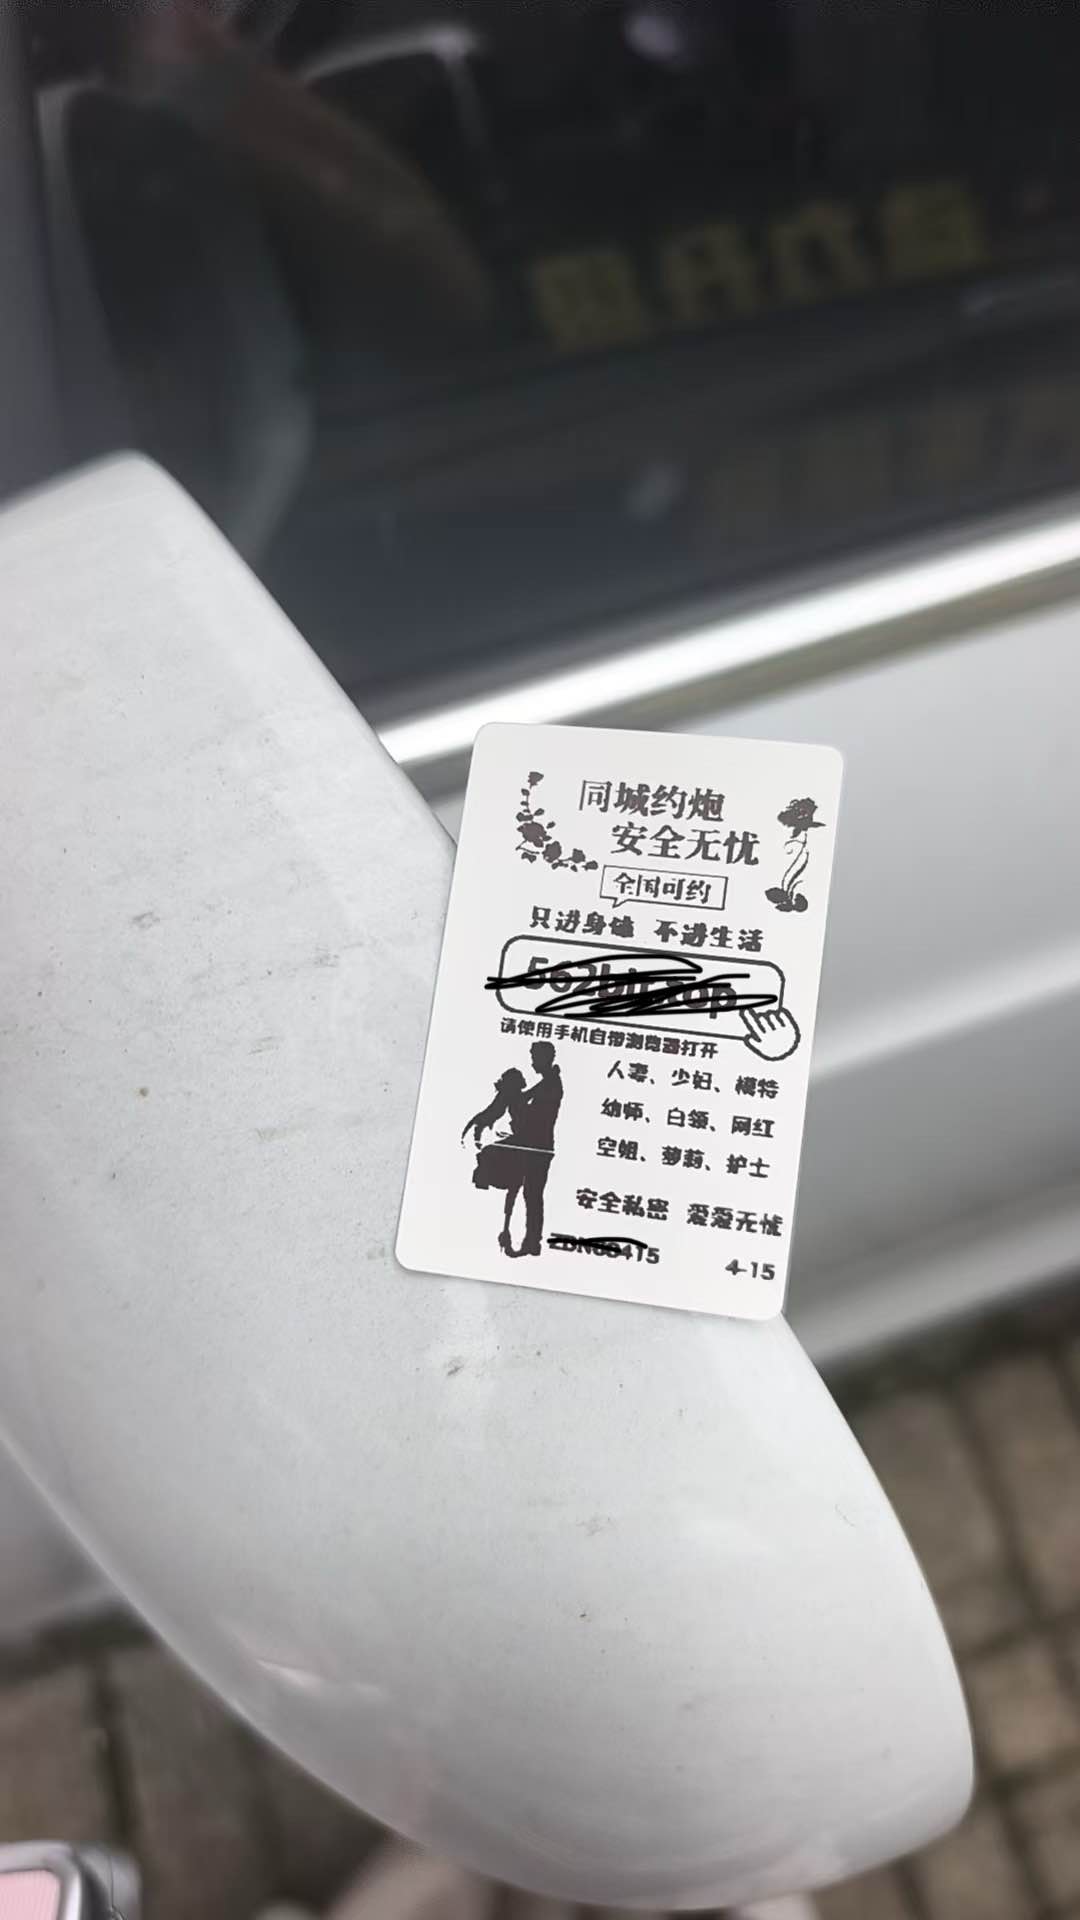 同城约炮
安全无忧
全国可约
只进身体 不进生活
请使用手机自带浏览器打开
人妻、少妇、模特
幼师、白领、网红
空姐、萝莉、护士
安全私密 爱爱无忧
4-15